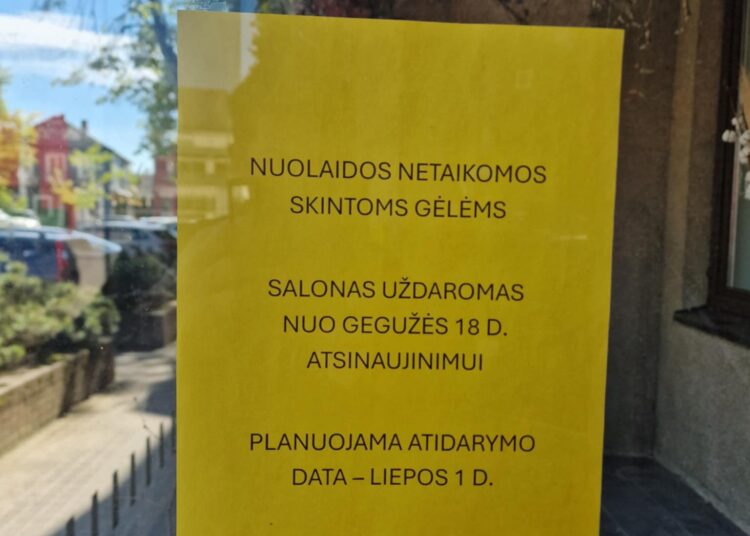 NUOLAIDOS NETAIKOMOS
SKINTOMS GĖLĖMS
SALONAS UŽDAROMAS
NUO GEGUŽĖS 18 D.
ATSINAUJINIMUI
PLANUOJAMA ATIDARYMO
DATA – LIEPOS 1 D.